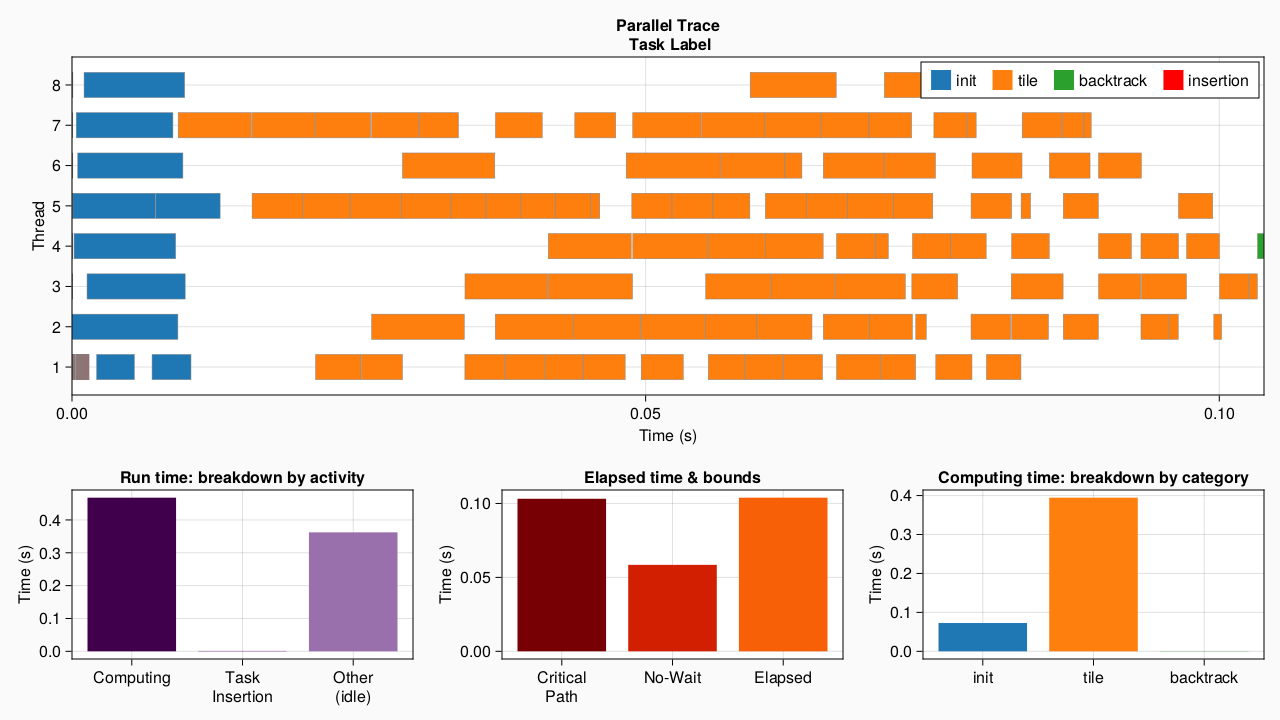 Parallel Trace
Task Label
init
tile
backtrack
insertion
Thread
8
7
6
5
4
3
2
1
0.00
0.05
0.10
Time (s)
Run time: breakdown by activity
Time (s)
0.4
0.3
0.2
0.1
0.0
Computing
Task
Insertion
Other
(idle)
Elapsed time & bounds
Time (s)
0.10
0.05
0.00
Critical
Path
No-Wait
Elapsed
Computing time: breakdown by category
Time (s)
0.4
0.3
0.2
0.1
0.0
init
tile
backtrack